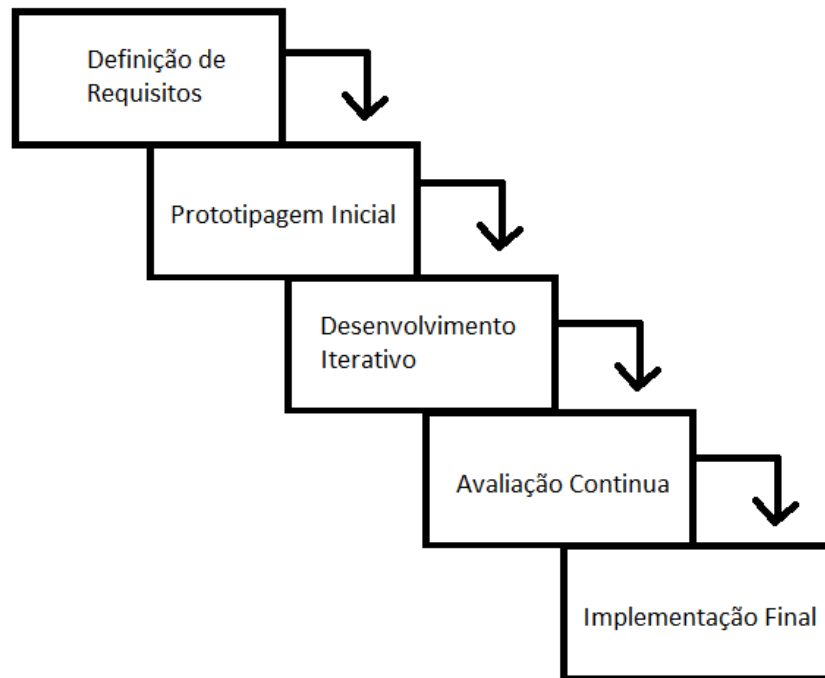 Definição de
Requisitos
Prototipagem Inicial
Desenvolvimento
Iterativo
Avaliação Continua
Implementação Final